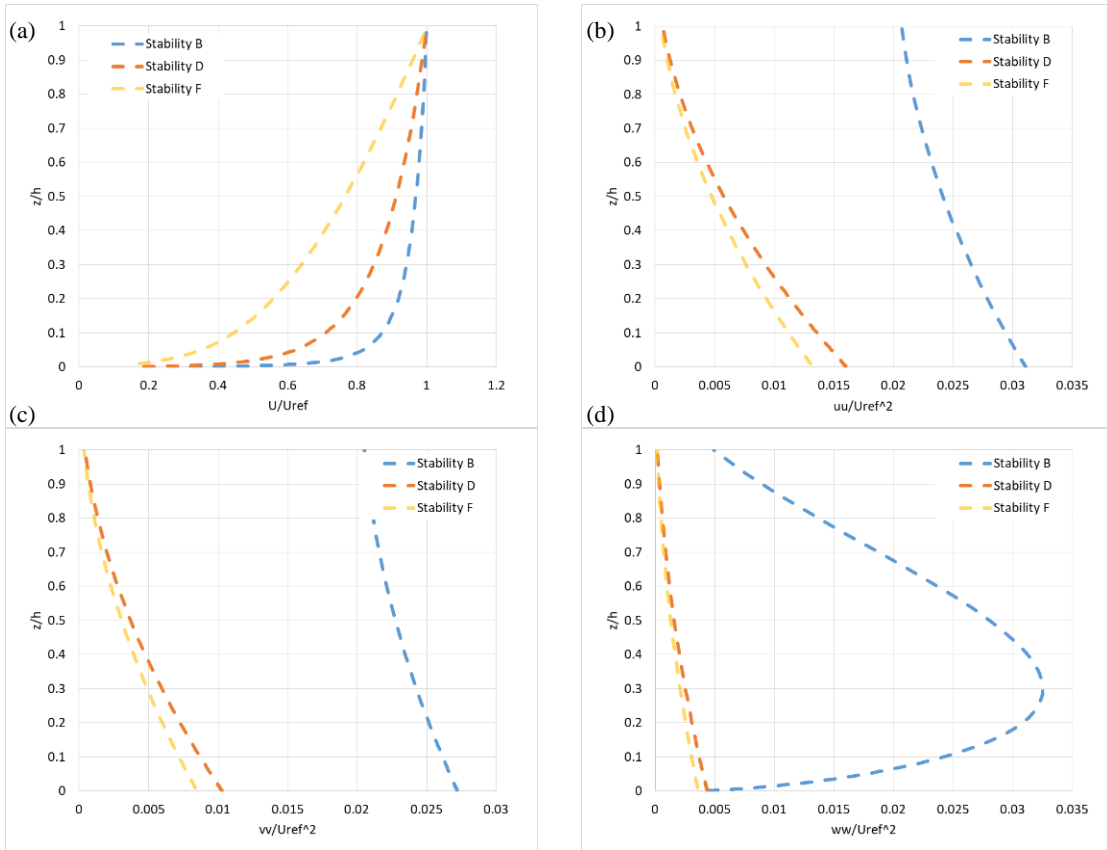 (a)
1
0.9
0.8
0.7
0.6
0.5
0.4
0.3
0.2
0.1
0
z/h
Stability B
Stability D
Stability F
0 0.2 0.4 0.6 0.8 1 1.2
U/Uref
(b)
1
0.9
0.8
0.7
0.6
0.5
0.4
0.3
0.2
0.1
0
z/h
Stability B
Stability D
Stability F
0 0.005 0.01 0.015 0.02 0.025 0.03 0.035
uu/Uref^2
(c)
1
0.9
0.8
0.7
0.6
0.5
0.4
0.3
0.2
0.1
0
z/h
Stability B
Stability D
Stability F
0 0.005 0.01 0.015 0.02 0.025 0.03
vv/Uref^2
(d)
1
0.9
0.8
0.7
0.6
0.5
0.4
0.3
0.2
0.1
0
z/h
Stability B
Stability D
Stability F
0 0.005 0.01 0.015 0.02 0.025 0.03 0.035
ww/Uref^2